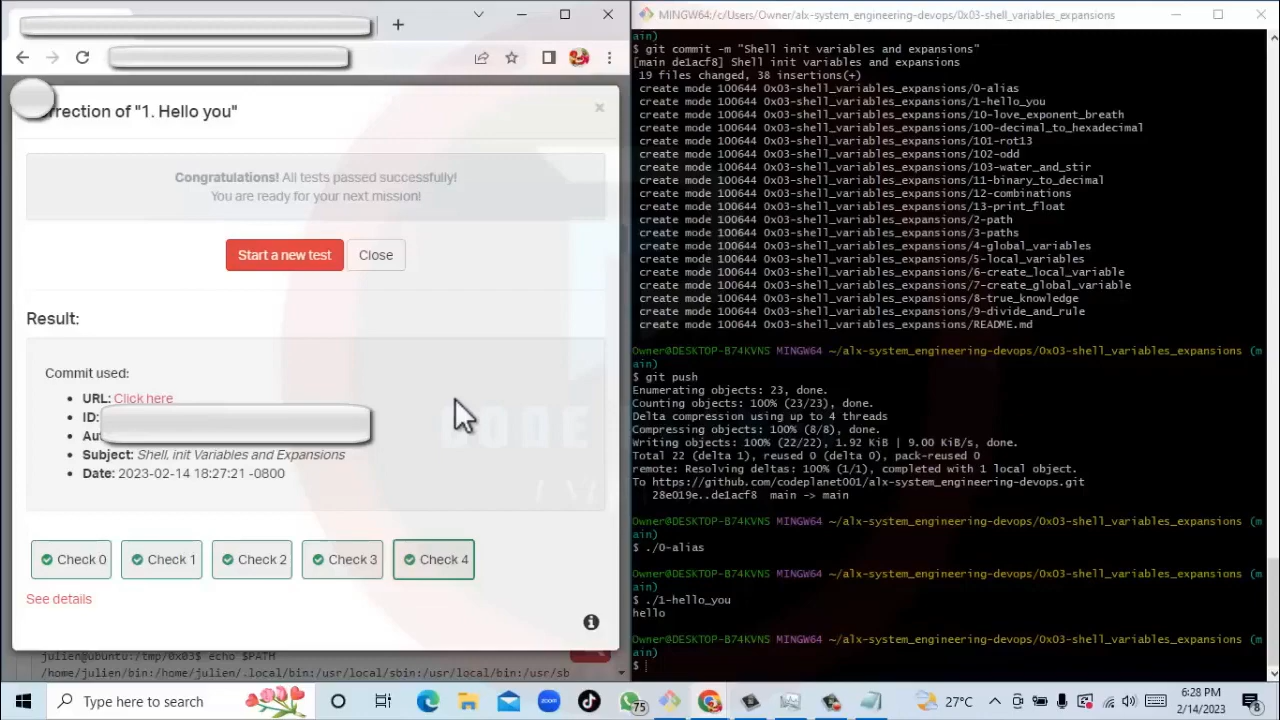 rrection of "1. Hello you"
×
Congratulations! All tests passed successfully!
You are ready for your next mission!
Start a new test
Close
Result:
Commit used:
URL: Click here
ID:
Au
Subject: Shell, init Variables and Expansions
Date: 2023-02-14 18:27:21 -0800
Check 0
Check 1
Check 2
Check 3
Check 4
See details
CODE
julien@ubuntu:/tmp/0x03$ echo $PATH
/home/julien/bin:/home/julien/.local/bin:/usr/local/sbin:/usr/local/bin:/usr/sb
MINGW64:/c/Users/Owner/alx-system_engineering-devops/0x03-shell_variables_expansions
ain)
$ git commit -m "Shell init variables and expansions"
[main de1acf8] Shell init variables and expansions
19 files changed, 38 insertions(+)
create mode 100644 0x03-shell_variables_expansions/0-alias
create mode 100644 0x03-shell_variables_expansions/1-hello_you
create mode 100644 0x03-shell_variables_expansions/10-love_exponent_breath
create mode 100644 0x03-shell_variables_expansions/100-decimal_to_hexadecimal
create mode 100644 0x03-shell_variables_expansions/101-rot13
create mode 100644 0x03-shell_variables_expansions/102-odd
create mode 100644 0x03-shell_variables_expansions/103-water_and_stir
create mode 100644 0x03-shell_variables_expansions/11-binary_to_decimal
create mode 100644 0x03-shell_variables_expansions/12-combinations
create mode 100644 0x03-shell_variables_expansions/13-print_float
create mode 100644 0x03-shell_variables_expansions/2-path
create mode 100644 0x03-shell_variables_expansions/3-paths
create mode 100644 0x03-shell_variables_expansions/4-global_variables
create mode 100644 0x03-shell_variables_expansions/5-local_variables
create mode 100644 0x03-shell_variables_expansions/6-create_local_variable
create mode 100644 0x03-shell_variables_expansions/7-create_global_variable
create mode 100644 0x03-shell_variables_expansions/8-true_knowledge
create mode 100644 0x03-shell_variables_expansions/9-divide_and_rule
create mode 100644 0x03-shell_variables_expansions/README.md
Owner@DESKTOP-B74KVNS MINGW64 ~/alx-system_engineering-devops/0x03-shell_variables_expansions (m
ain)
$ git push
Enumerating objects: 23, done.
Counting objects: 100% (23/23), done.
Delta compression using up to 4 threads
Compressing objects: 100% (8/8), done.
Writing objects: 100% (22/22), 1.92 KiB | 9.00 KiB/s, done.
Total 22 (delta 1), reused 0 (delta 0), pack-reused 0
remote: Resolving deltas: 100% (1/1), completed with 1 local object.
To https://github.com/codeplanet001/alx-system_engineering-devops.git
28e019e..de1acf8  main -> main
Owner@DESKTOP-B74KVNS MINGW64 ~/alx-system_engineering-devops/0x03-shell_variables_expansions (m
ain)
$ ./0-alias
Owner@DESKTOP-B74KVNS MINGW64 ~/alx-system_engineering-devops/0x03-shell_variables_expansions (m
ain)
$ ./1-hello_you
hello
Owner@DESKTOP-B74KVNS MINGW64 ~/alx-system_engineering-devops/0x03-shell_variables_expansions (m
ain)
$
Type here to search
zoom
75
27°C
6:28 PM
2/14/2023
8